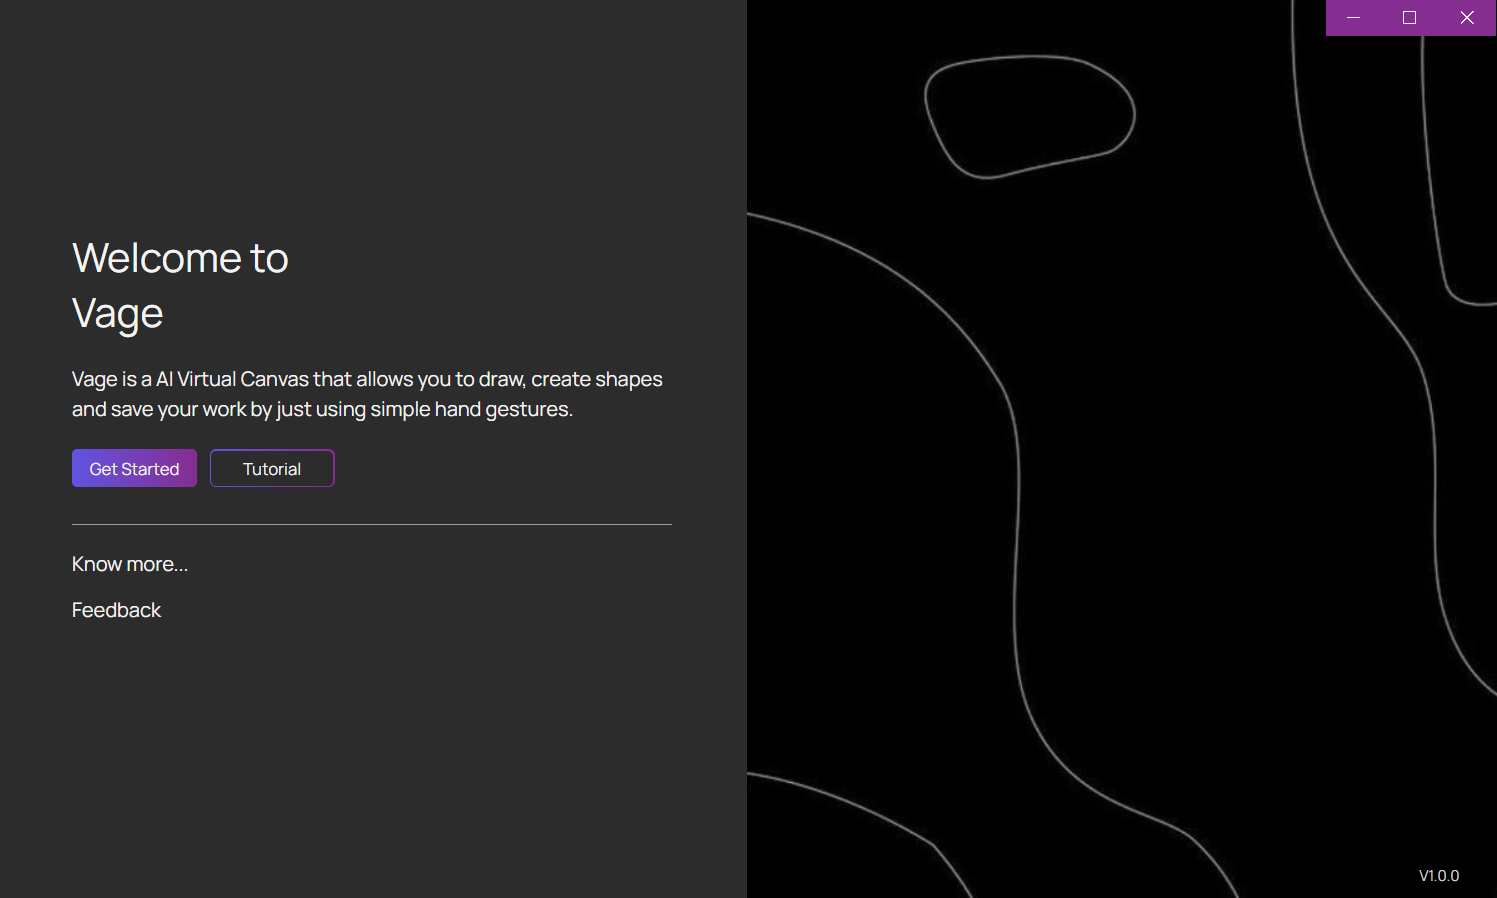 Welcome to
Vage
Vage is a AI Virtual Canvas that allows you to draw, create shapes
and save your work by just using simple hand gestures.
Get Started
Tutorial
Know more...
Feedback
V1.0.0